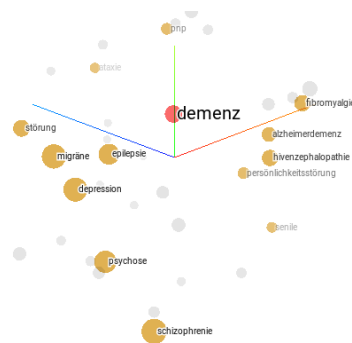 pnp
ataxie
fibromyalgie
demenz
störung
alzheimerdemenz
migräne
epilepsie
hivenzephalopathie
persönlichkeitsstörung
depression
senile
psychose
schizophrenie